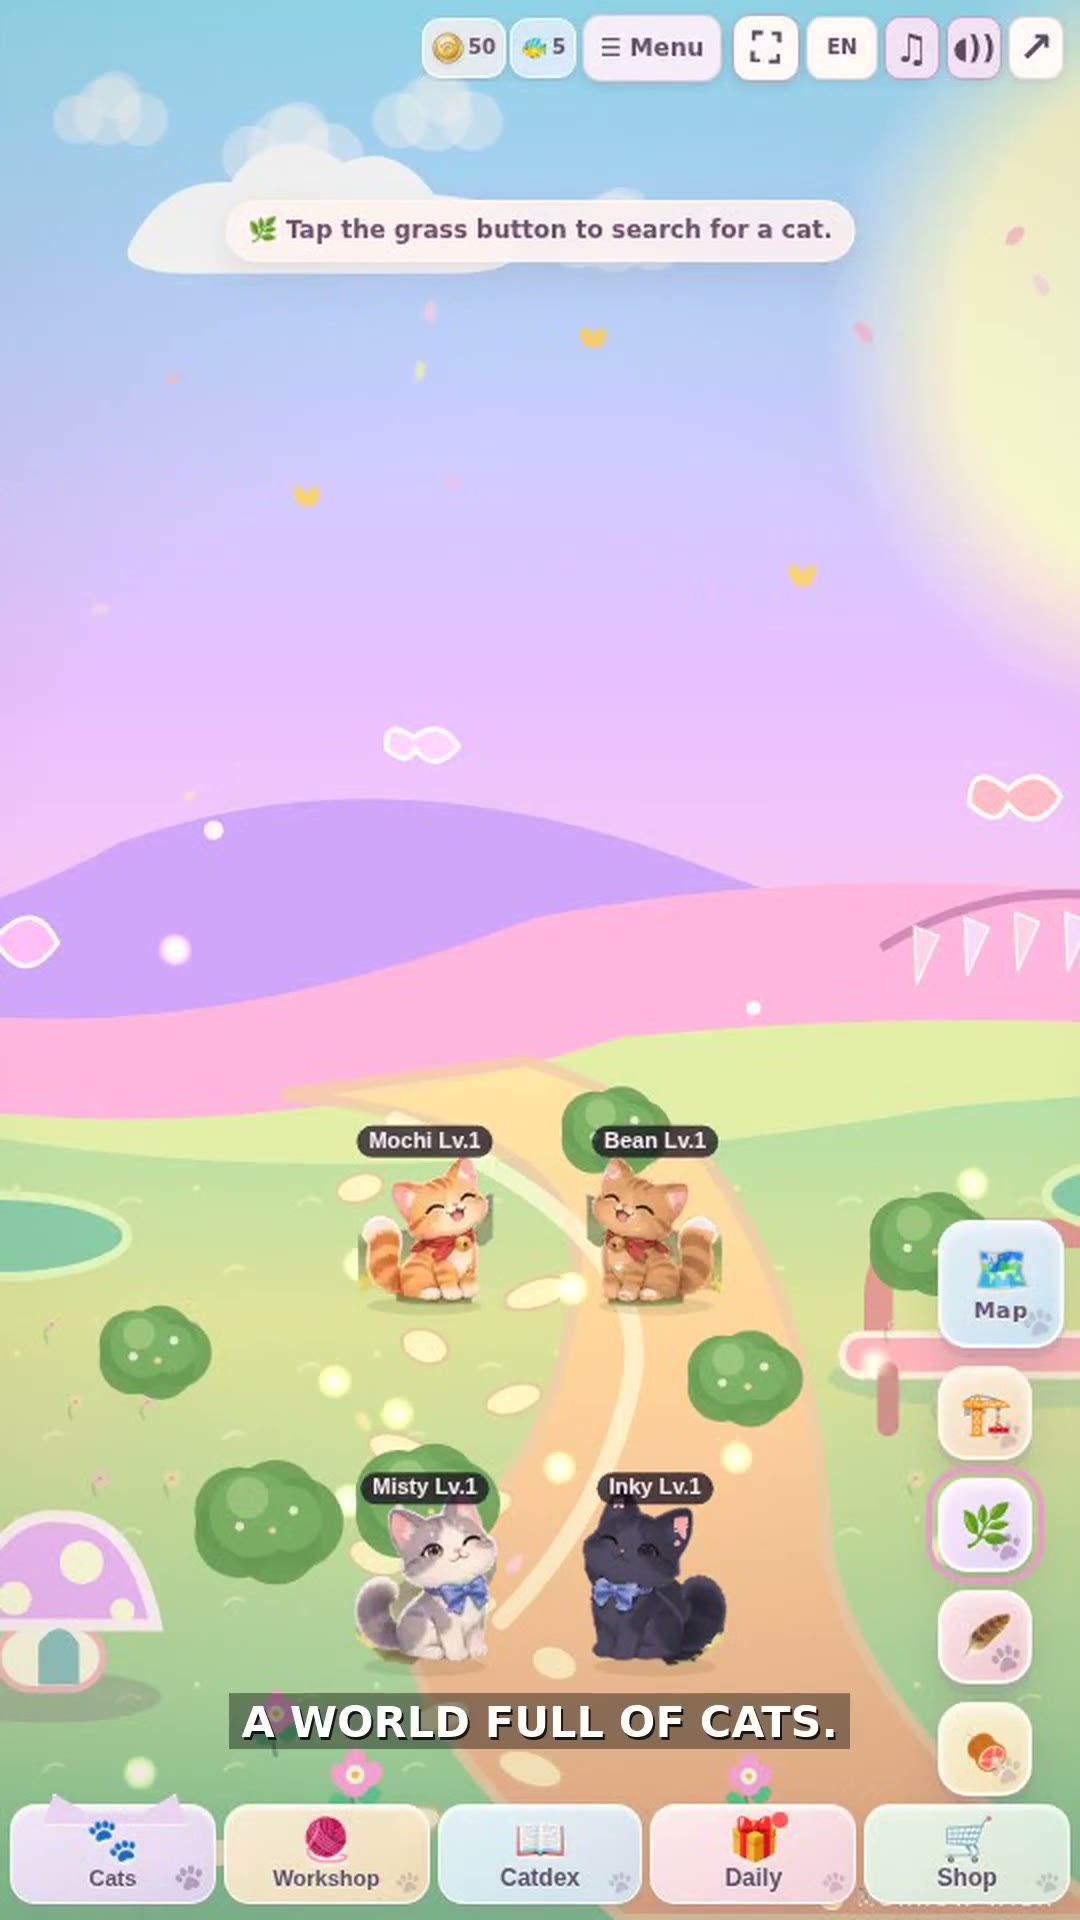 50
5
☰ Menu
EN
Tap the grass button to search for a cat.
Mochi Lv.1
Bean Lv.1
Map
Misty Lv.1
Inky Lv.1
A WORLD FULL OF CATS.
Cats
Workshop
Catdex
Daily
Shop